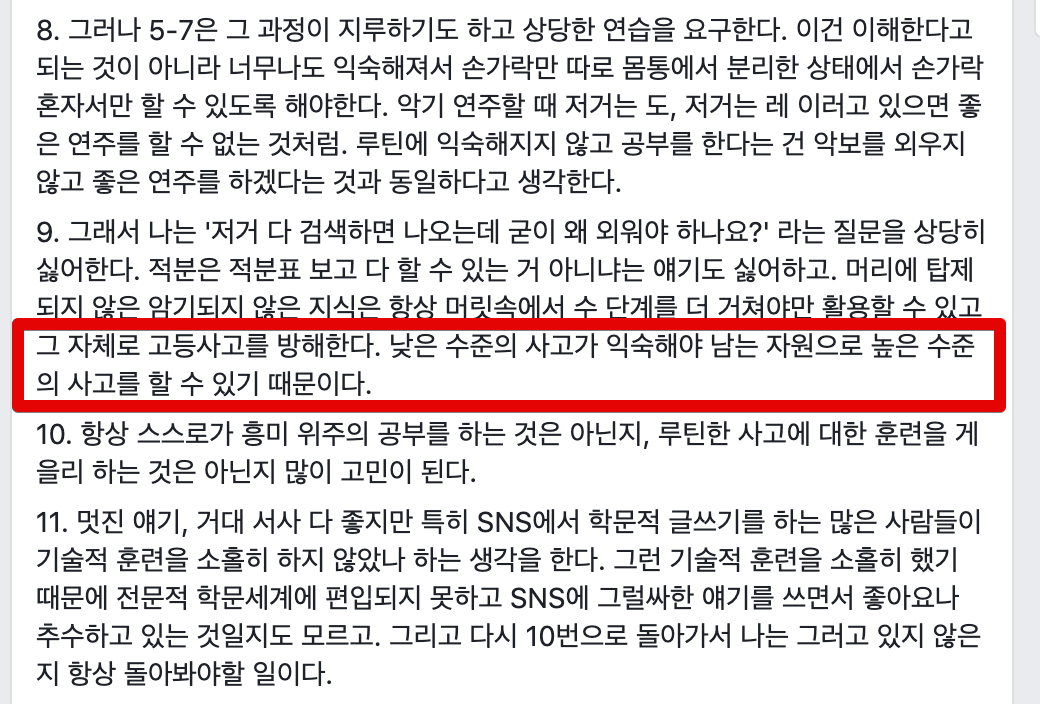 8. 그러나 5-7은 그 과정이 지루하기도 하고 상당한 연습을 요구한다. 이건 이해한다고
되는 것이 아니라 너무나도 익숙해져서 손가락만 따로 몸통에서 분리한 상태에서 손가락
혼자서만 할 수 있도록 해야한다. 악기 연주할 때 저거는 도, 저거는 레 이러고 있으면 좋
은 연주를 할 수 없는 것처럼. 루틴에 익숙해지지 않고 공부를 한다는 건 악보를 외우지
않고 좋은 연주를 하겠다는 것과 동일하다고 생각한다.
9. 그래서 나는 '저거 다 검색하면 나오는데 굳이 왜 외워야 하나요?' 라는 질문을 상당히
싫어한다. 적분은 적분표 보고 다 할 수 있는 거 아니냐는 얘기도 싫어하고. 머리에 탑제
되지 않은 암기되지 않은 지식은 항상 머릿속에서 수 단계를 더 거쳐야만 활용할 수 있고
그 자체로 고등사고를 방해한다. 낮은 수준의 사고가 익숙해야 남는 자원으로 높은 수준
의 사고를 할 수 있기 때문이다.
10. 항상 스스로가 흥미 위주의 공부를 하는 것은 아닌지, 루틴한 사고에 대한 훈련을 게
을리 하는 것은 아닌지 많이 고민이 된다.
11. 멋진 얘기, 거대 서사 다 좋지만 특히 SNS에서 학문적 글쓰기를 하는 많은 사람들이
기술적 훈련을 소홀히 하지 않았나 하는 생각을 한다. 그런 기술적 훈련을 소홀히 했기
때문에 전문적 학문세계에 편입되지 못하고 SNS에 그럴싸한 얘기를 쓰면서 좋아요나
추수하고 있는 것일지도 모르고. 그리고 다시 10번으로 돌아가서 나는 그러고 있지 않은
지 항상 돌아봐야할 일이다.